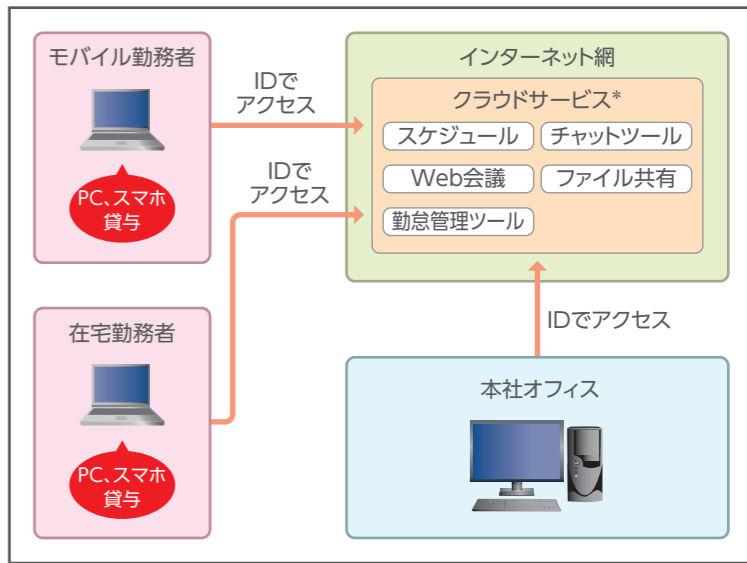 モバイル勤務者
PC、スマホ
貸与
IDで
アクセス
IDで
アクセス
インターネット網
クラウドサービス*
スケジュール
チャットツール
Web会議
ファイル共有
勤怠管理ツール
在宅勤務者
PC、スマホ
貸与
IDでアクセス
本社オフィス